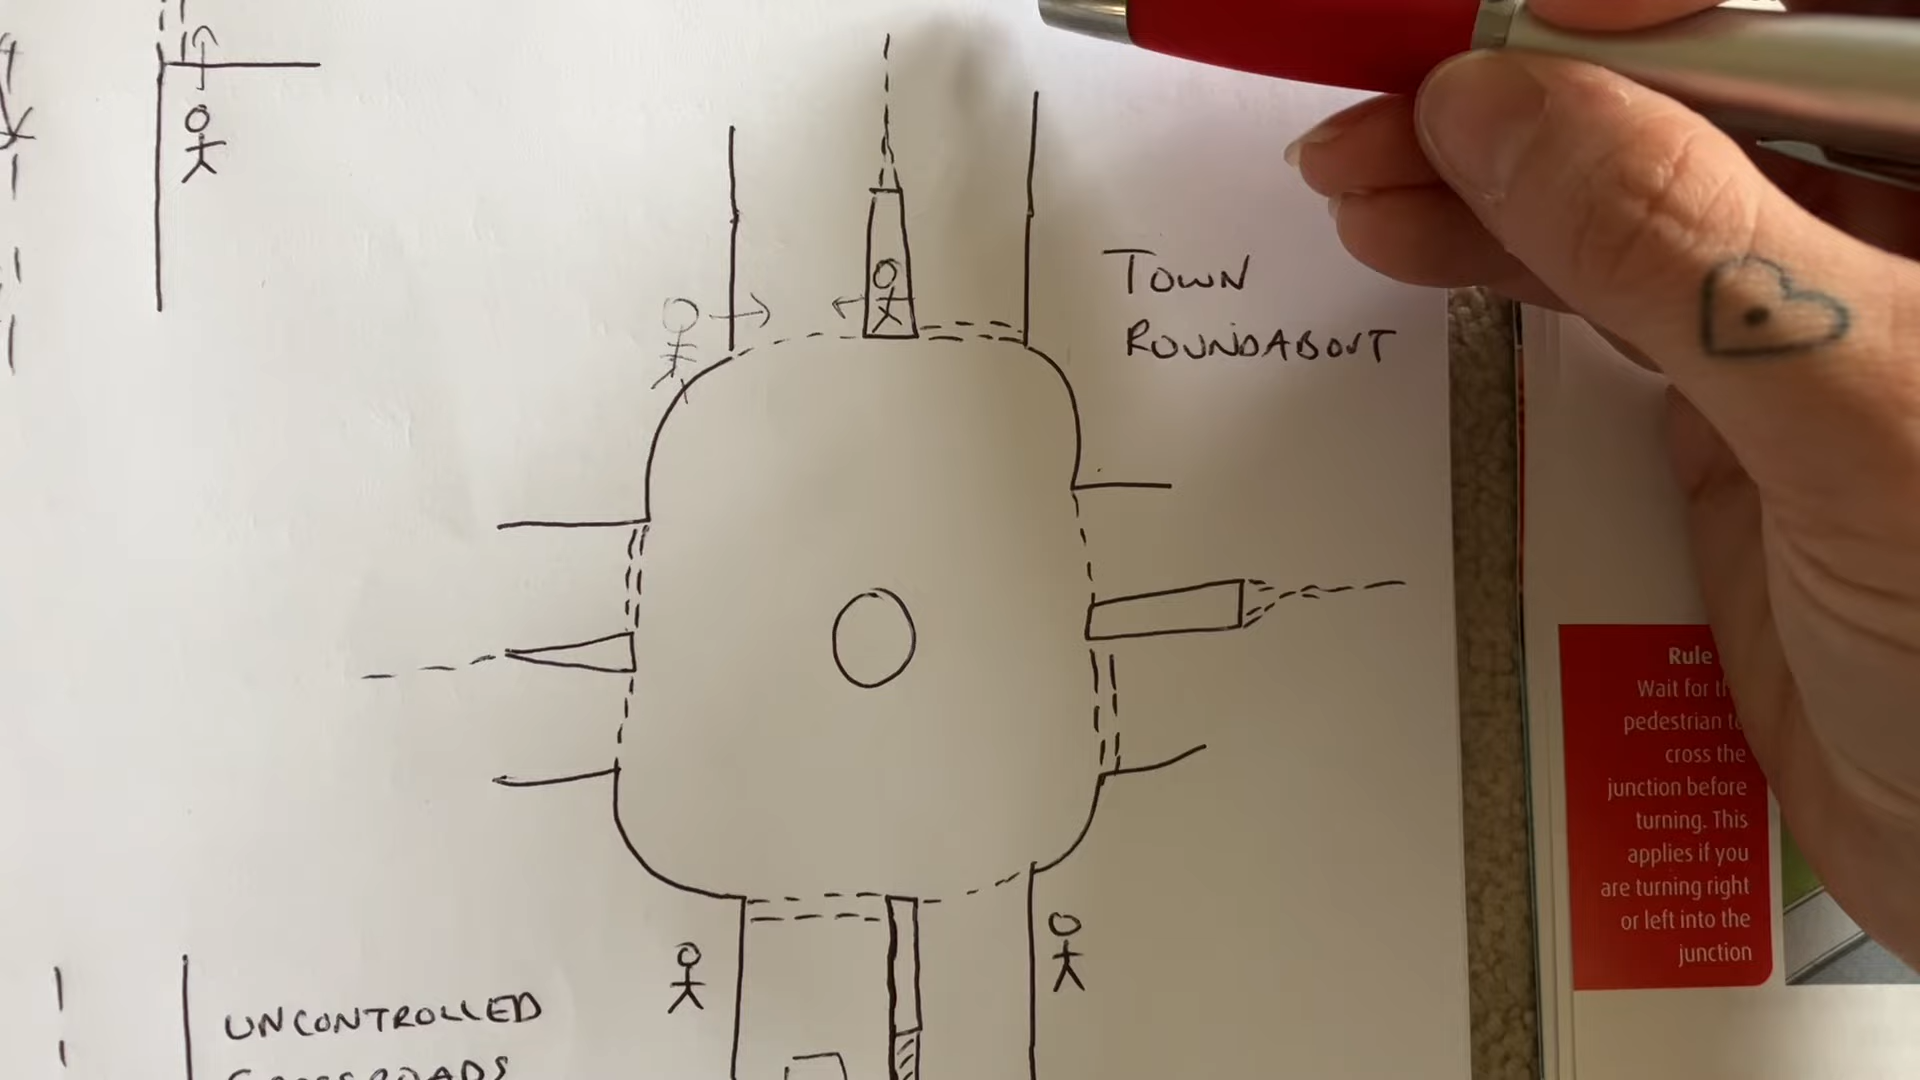 TOWN
ROUNDABOUT
Rule
Wait for
pedestrian
cross the
junction before
turning. This
applies if you
are turning right
or left into the
junction
UNCONTROLLED
CROSSROADS